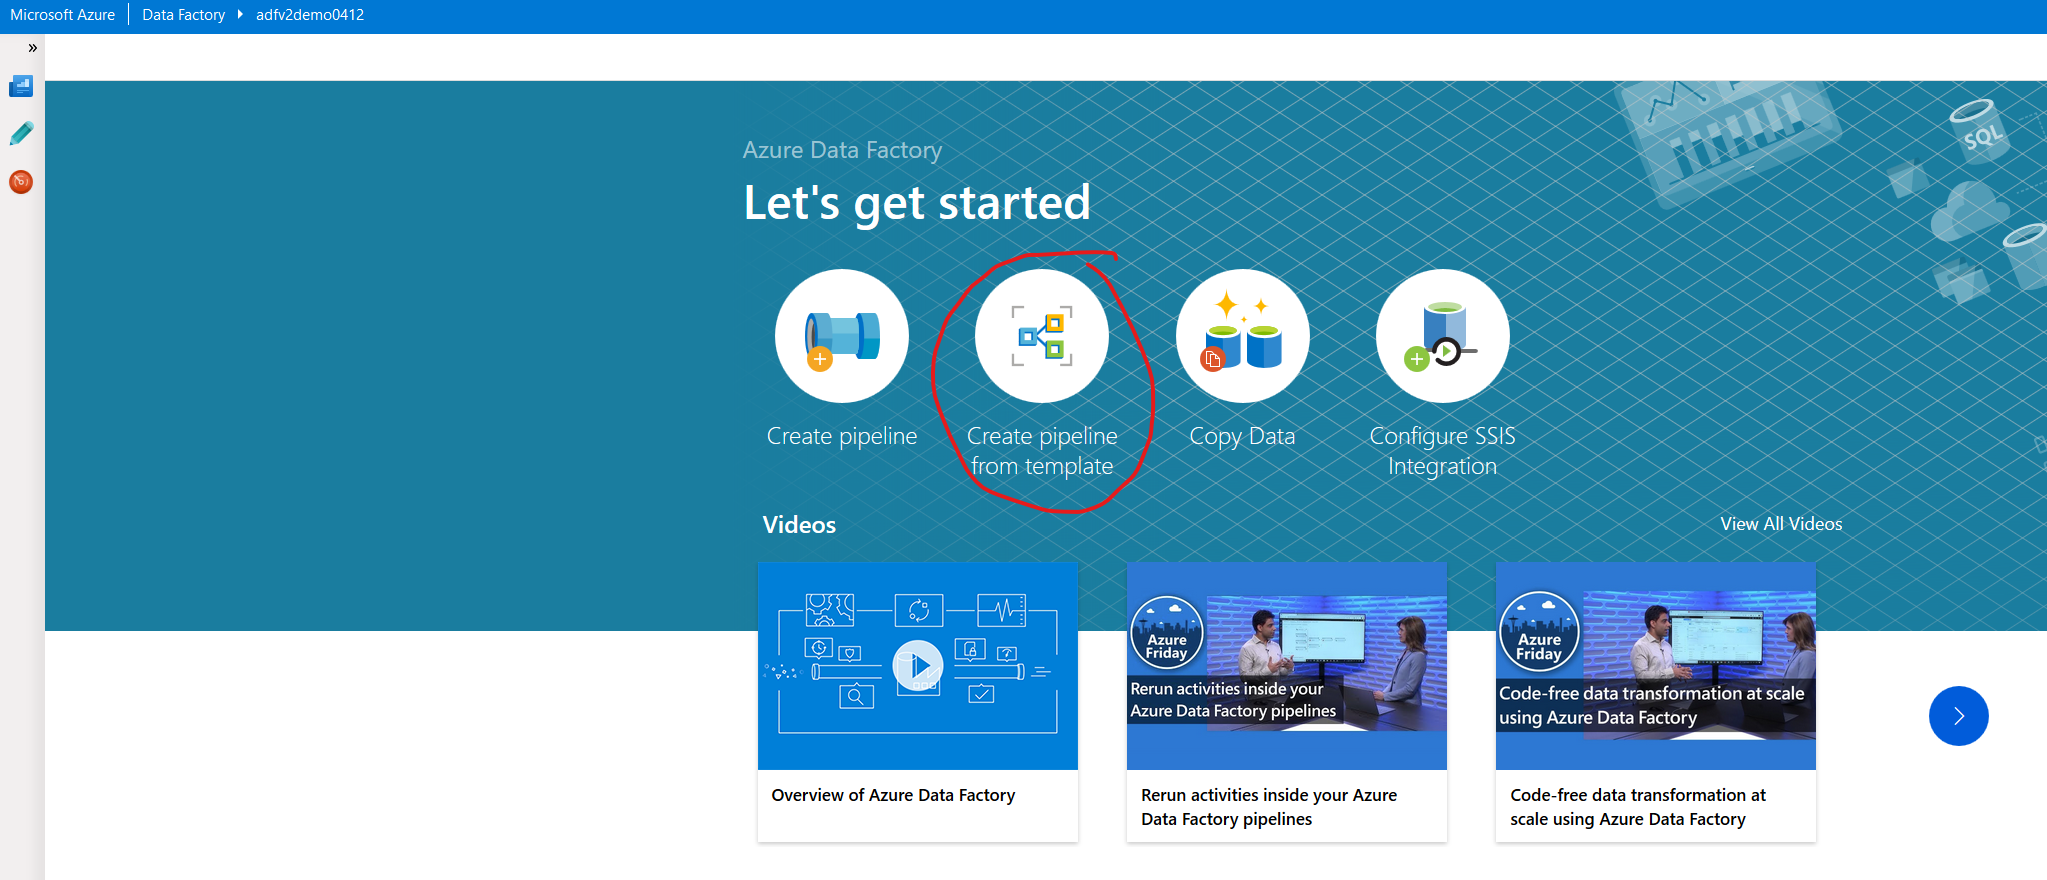 Microsoft Azure Data Factory adfv2demo0412
Azure Data Factory
Let's get started
SQL
Create pipeline
Create pipeline
from template
Copy Data
Configure SSIS
Integration
Videos
View All Videos
Azure
Friday
Rerun activities inside your
Azure Data Factory pipelines
Azure
Friday
Code-free data transformation at scale
using Azure Data Factory
Overview of Azure Data Factory
Rerun activities inside your Azure
Data Factory pipelines
Code-free data transformation at
scale using Azure Data Factory